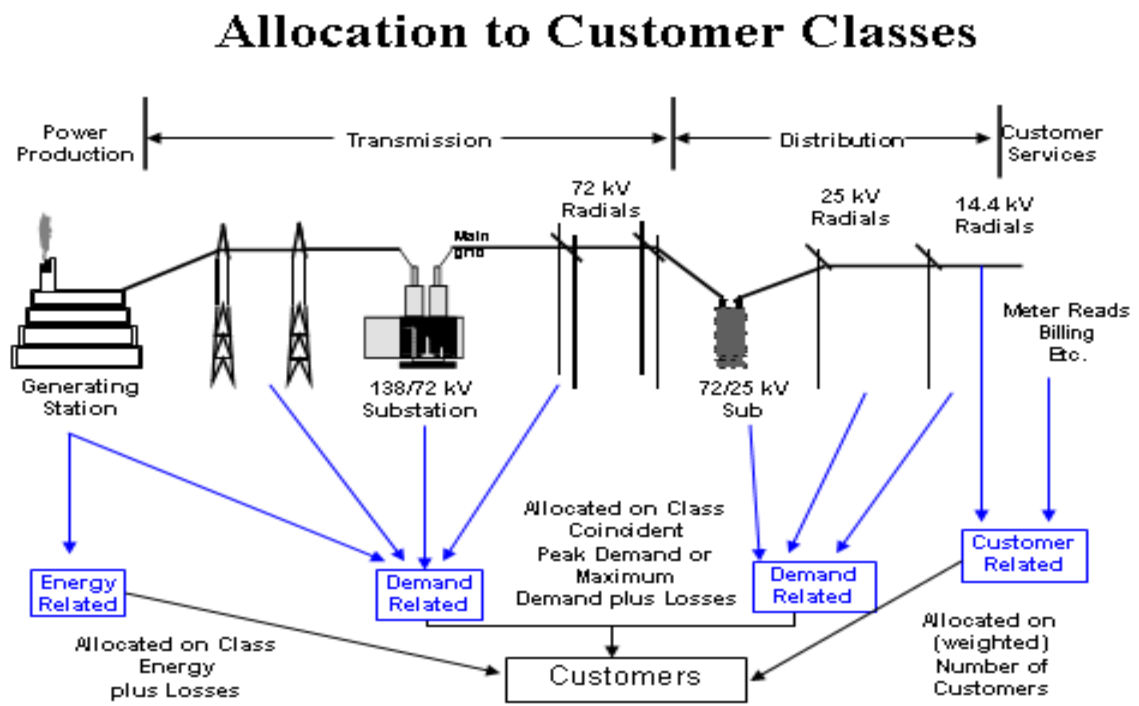 Allocation to Customer Classes
Power
Production
Transmission
Distribution
Customer
Services
72 kV
Radials
25 kV
Radials
14.4 kV
Radials
Main
grid
Meter Reads
Billing
Etc.
Generating
Station
138/72 kV
Substation
72/25 kV
Sub
Allocated on Class
Coincident
Peak Demand or
Maximum
Demand plus Losses
Energy
Related
Demand
Related
Demand
Related
Customer
Related
Allocated on Class
Energy
plus Losses
Customers
Allocated on
(weighted)
Number of
Customers